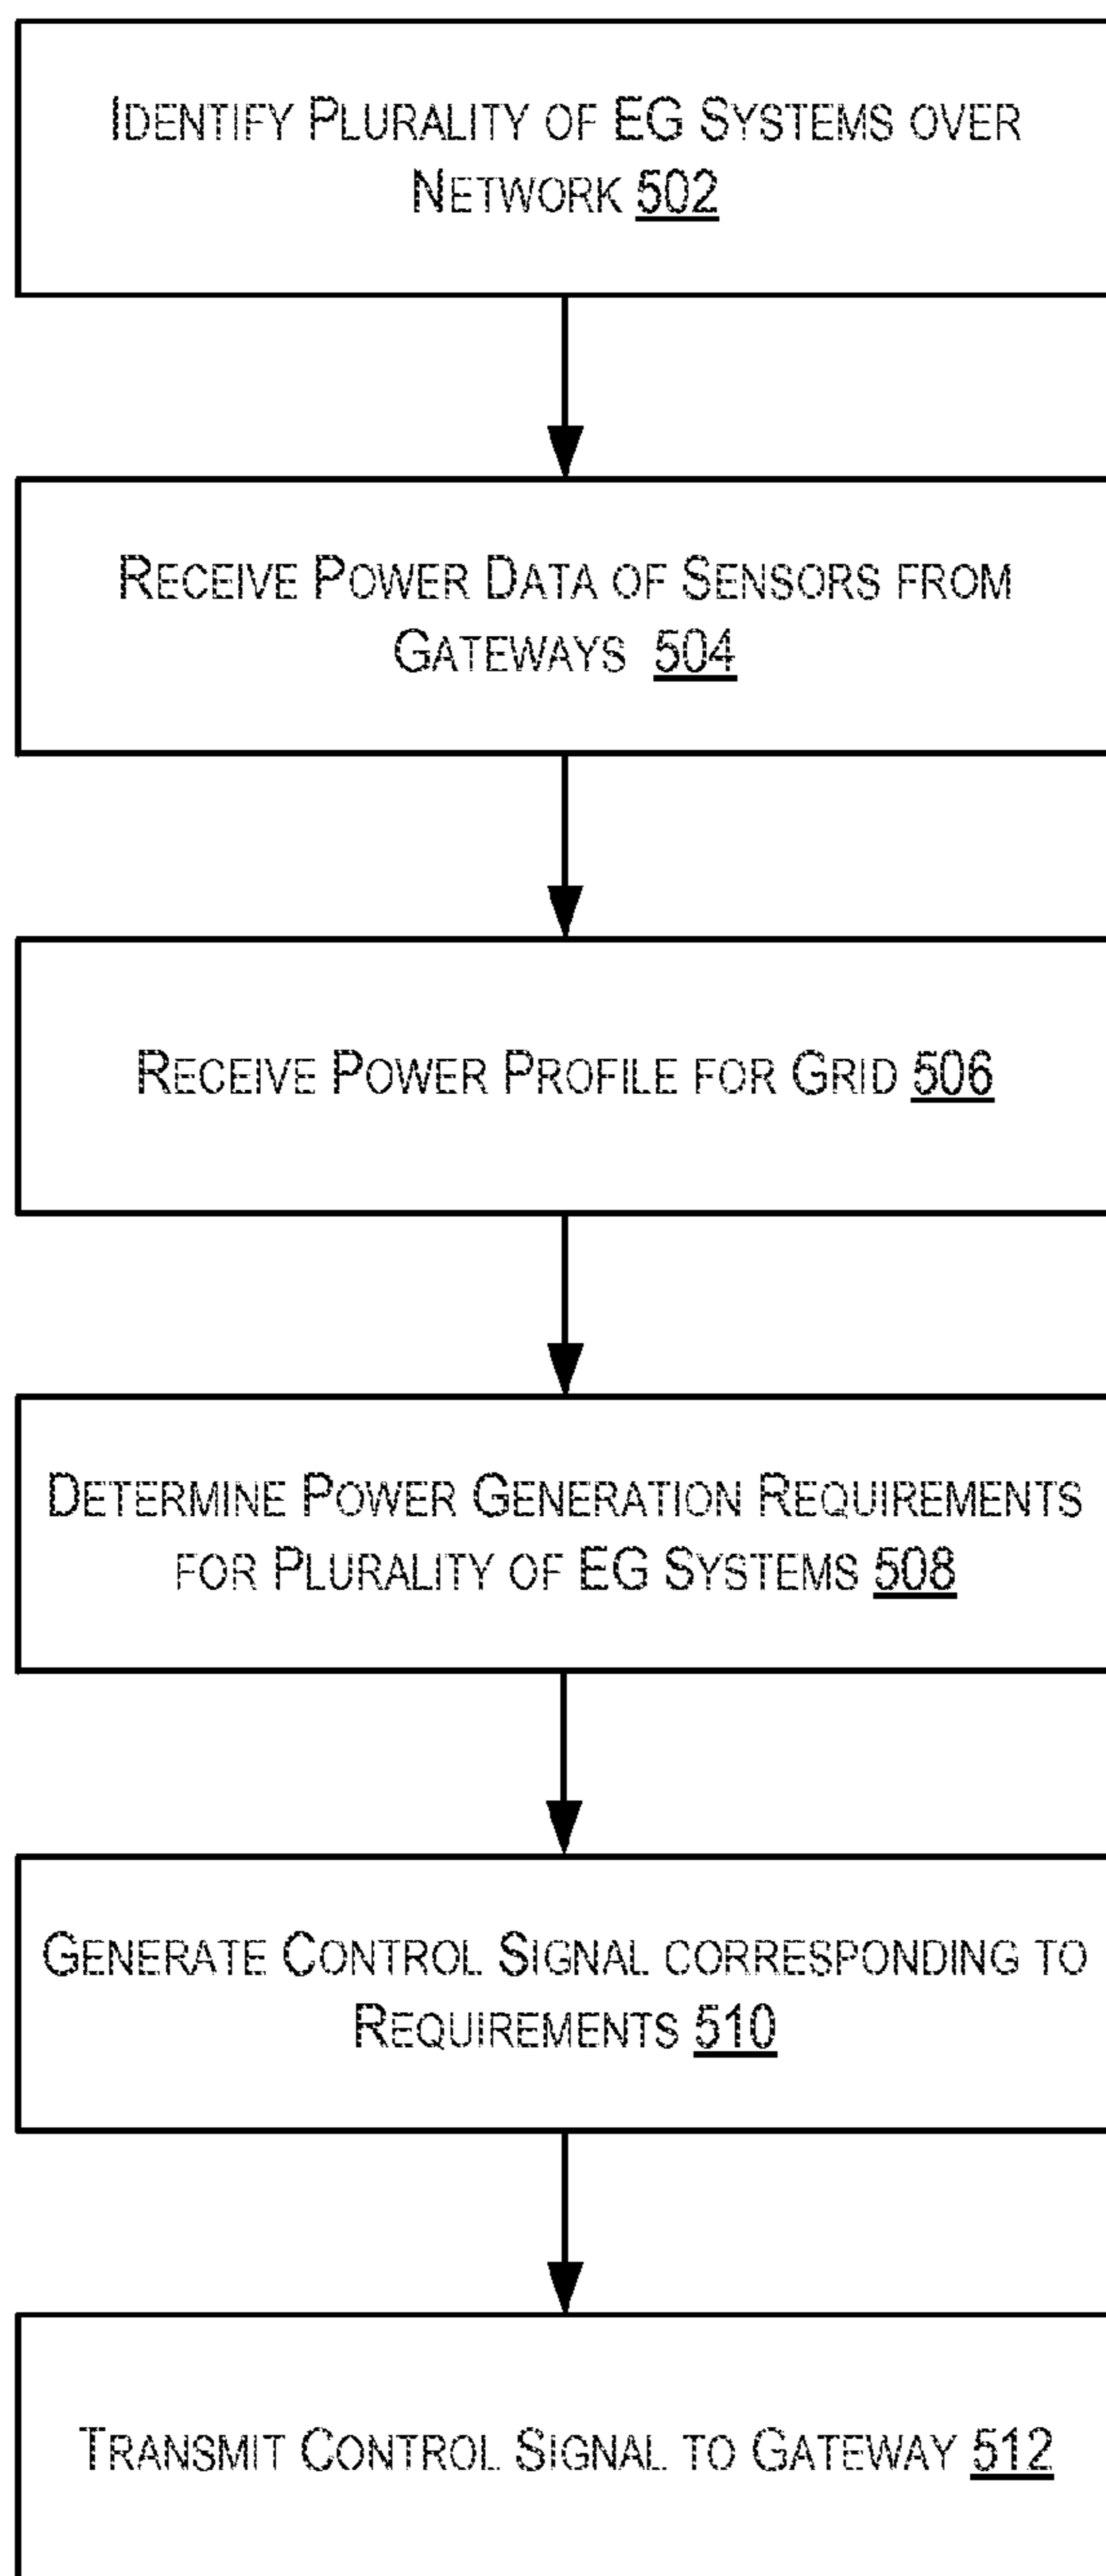 Identify Plurality of EG Systems over
Network 502
Receive Power Data of Sensors from
Gateways 504
Receive Power Profile for Grid 506
Determine Power Generation Requirements
for Plurality of EG Systems 508
Generate Control Signal corresponding to
Requirements 510
Transmit Control Signal to Gateway 512